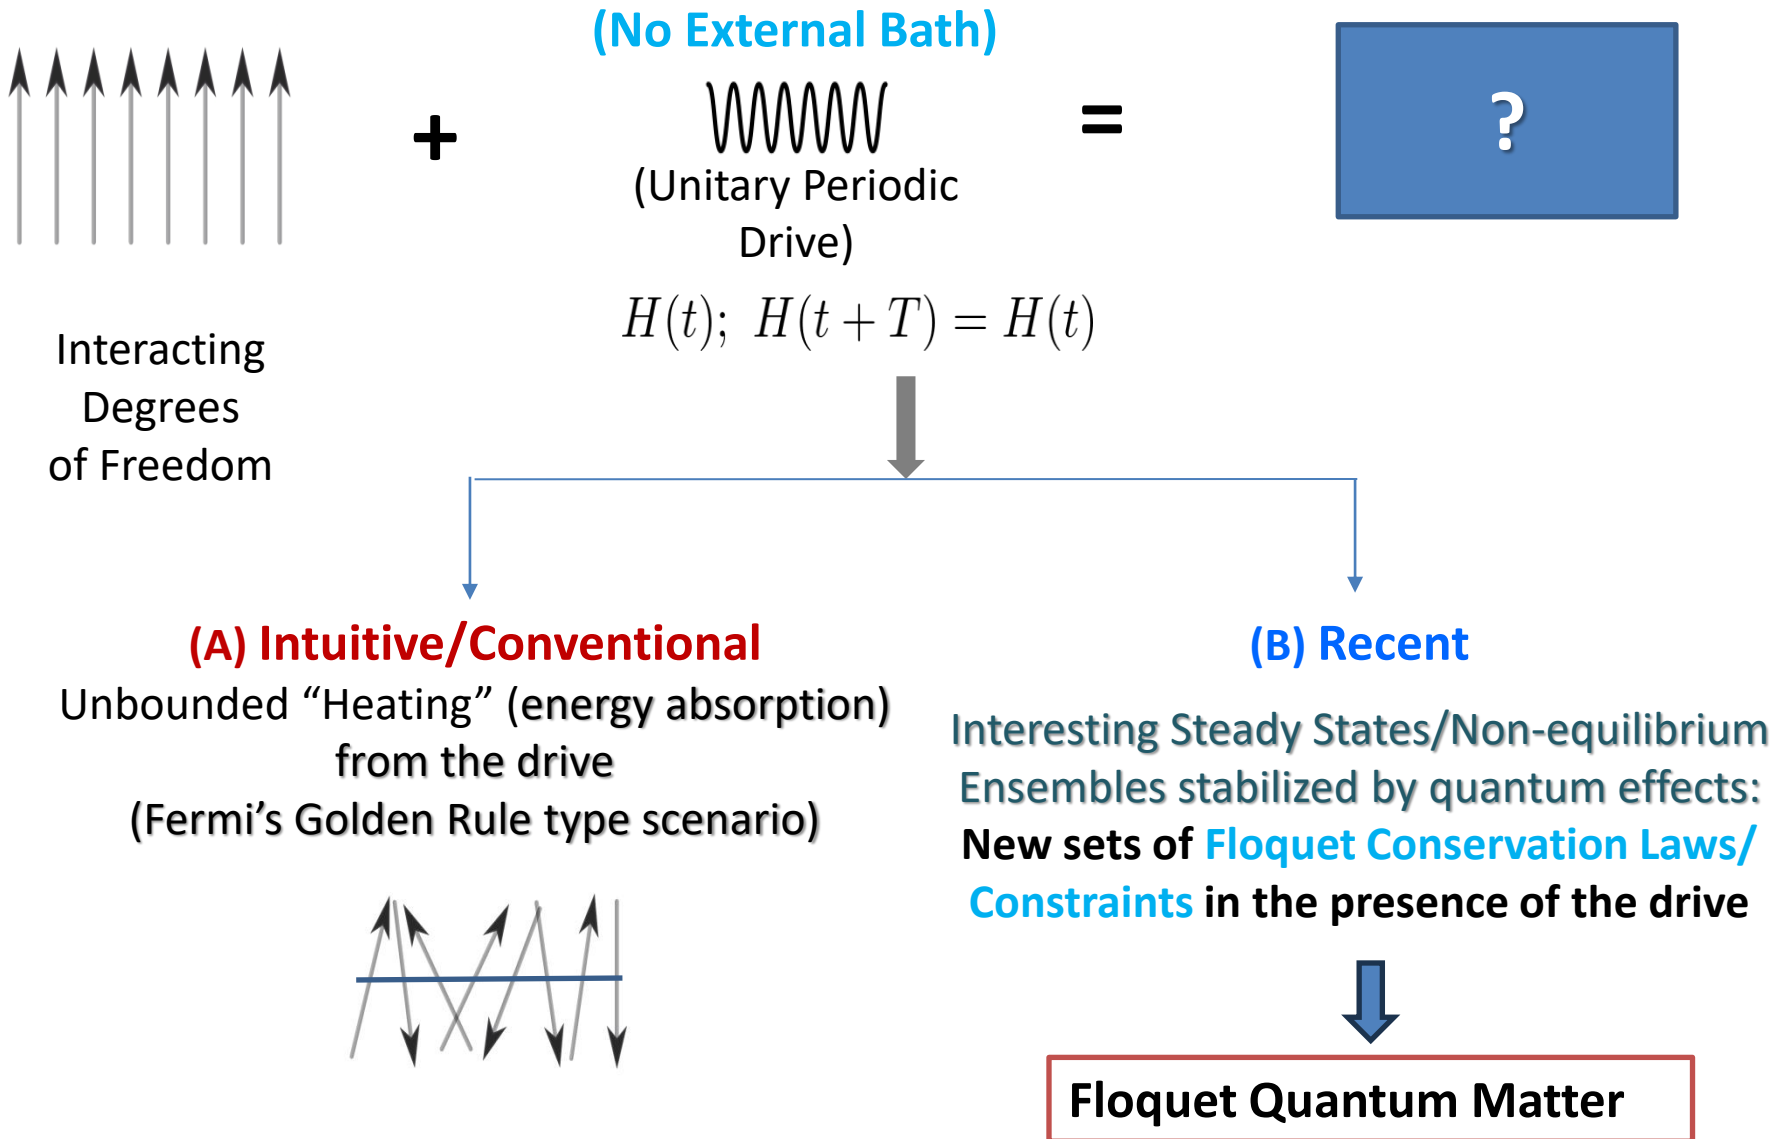 (No External Bath)
+
=
?
(Unitary Periodic
Drive)
H(t); H(t + T) = H(t)
Interacting
Degrees
of Freedom
(A) Intuitive/Conventional
Unbounded “Heating” (energy absorption)
from the drive
(Fermi’s Golden Rule type scenario)
(B) Recent
Interesting Steady States/Non-equilibrium
Ensembles stabilized by quantum effects:
New sets of Floquet Conservation Laws/
Constraints in the presence of the drive
Floquet Quantum Matter